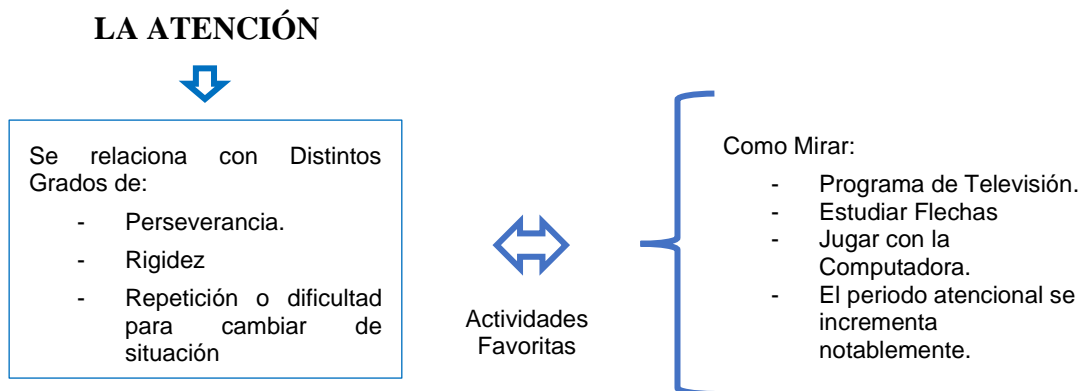 LA ATENCIÓN
Se relaciona con Distintos
Grados de:
- Perseverancia.
- Rigidez
- Repetición o dificultad
para cambiar de
situación
Actividades
Favoritas
Como Mirar:
- Programa de Televisión.
- Estudiar Flechas
- Jugar con la
Computadora.
- El periodo atencional se
incrementa
notablemente.